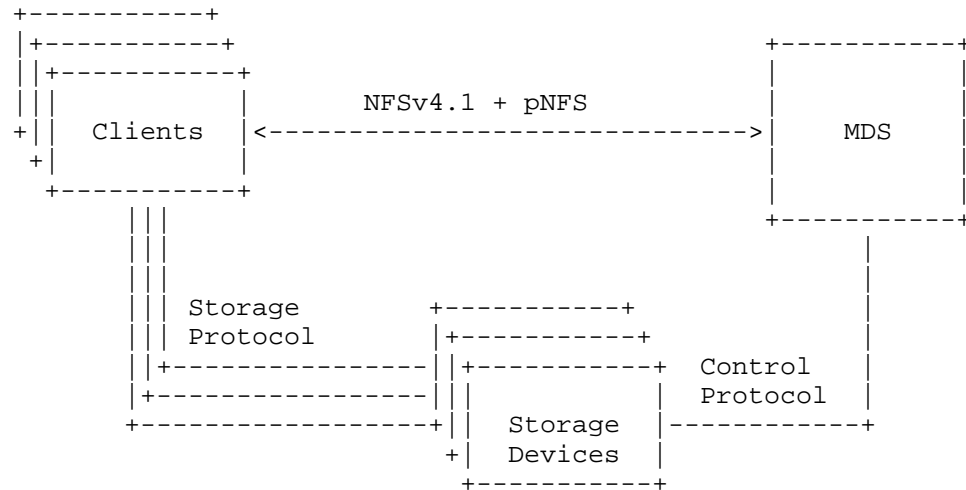 NFSv4.1 + pNFS
Clients
MDS
Storage
Protocol
Control
Protocol
Storage
Devices